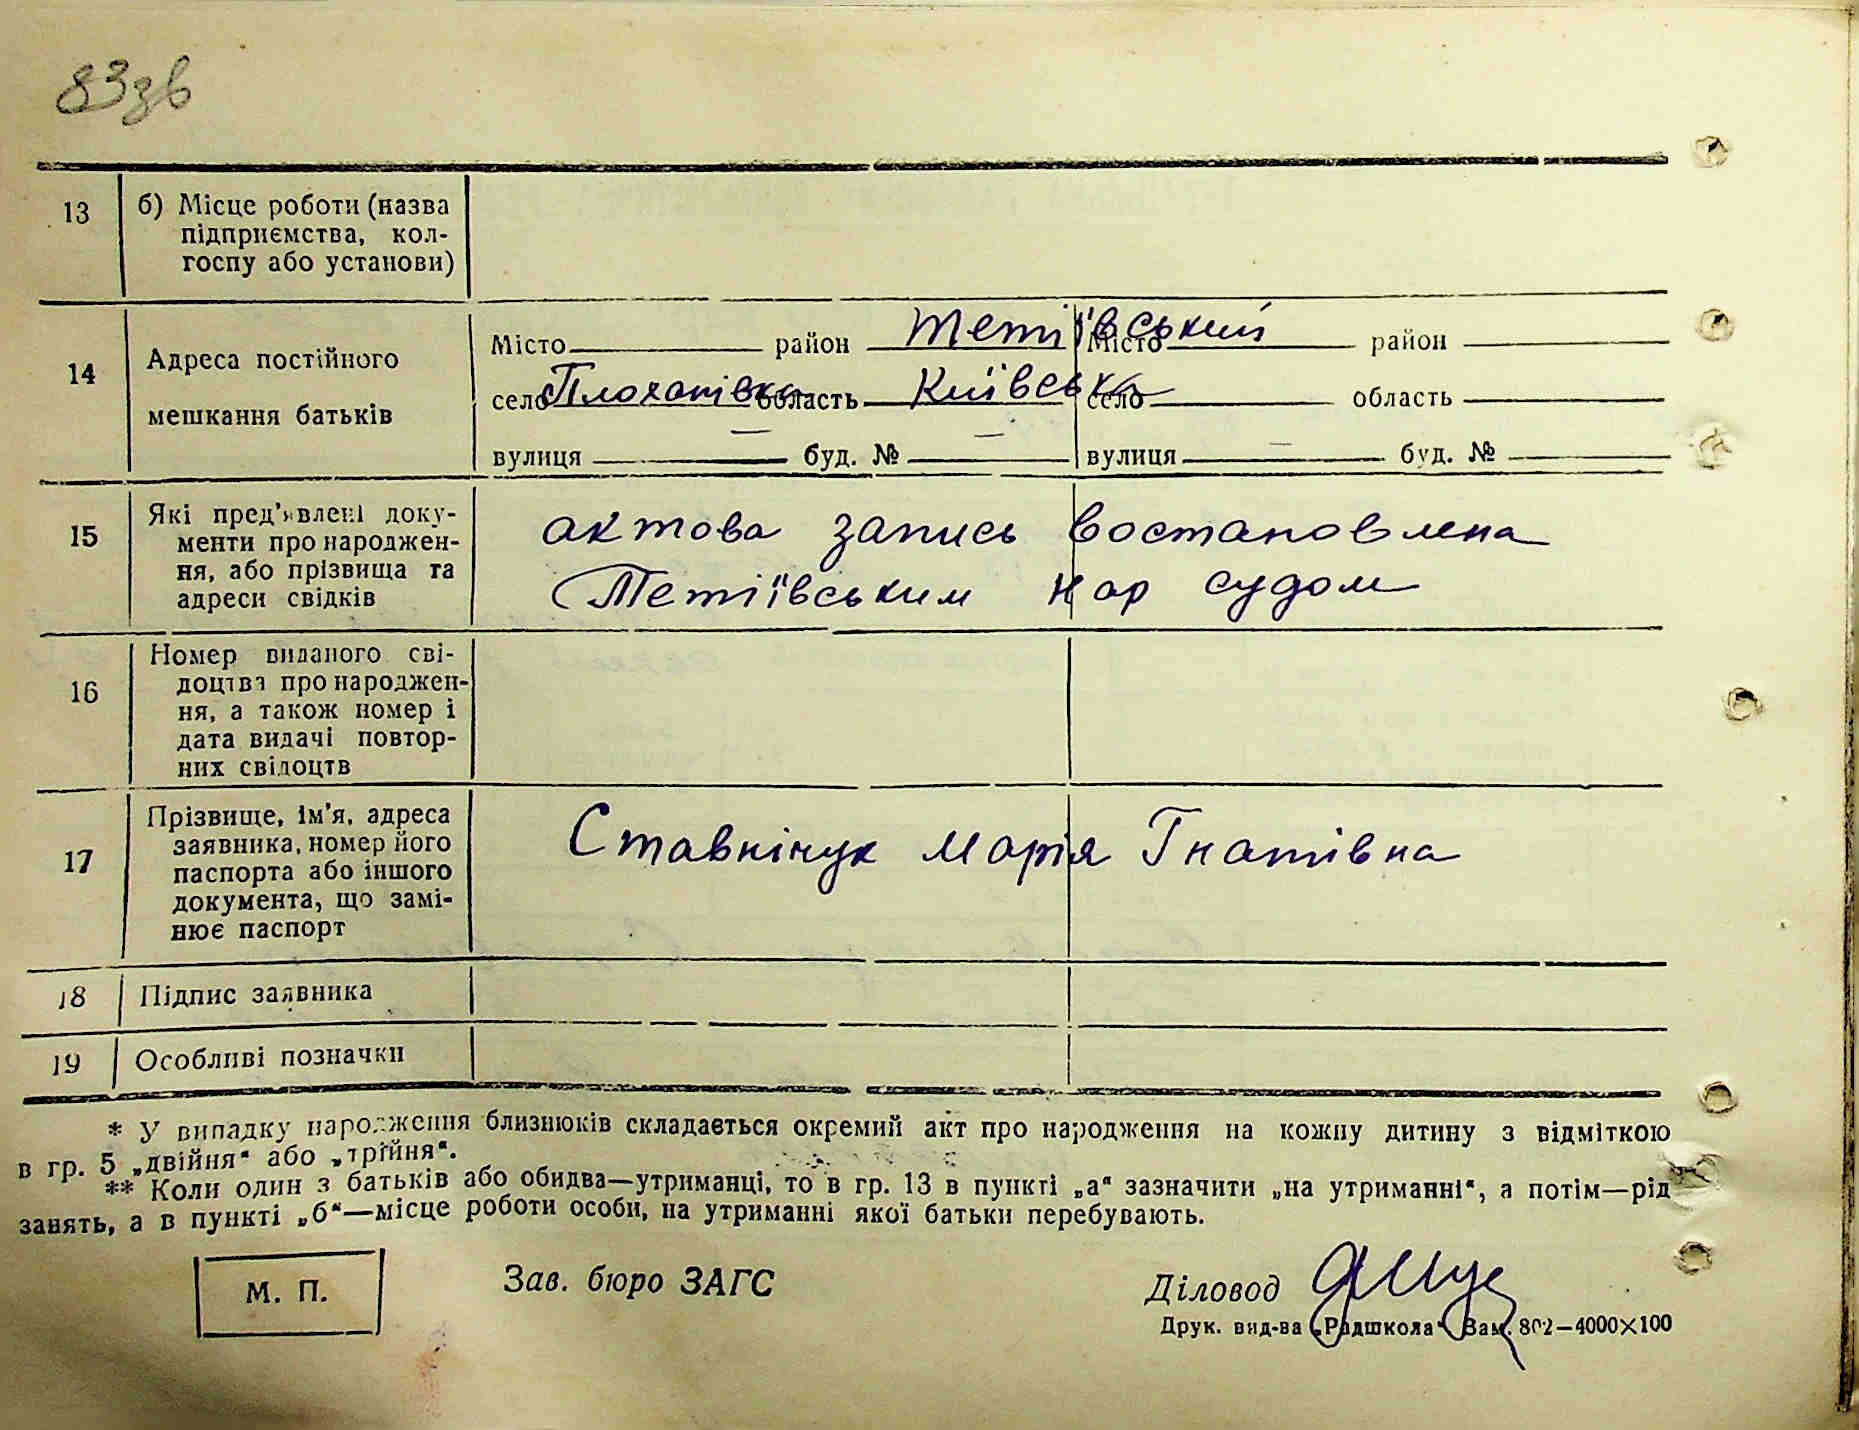 83зв
13 б) Місце роботи (назва
підприємства, кол-
госпу або установи)
14 Адреса постійного
мешкання батьків
Місто район Тетіївський Місто район
село Плоханівка область Київська село область
вулиця — буд. № — вулиця — буд. №
15 Які пред'явлені доку-
менти про народжен-
ня, або прізвища та
адреси свідків
актова запись востановлена
Тетіївським нар судом
16 Номер виданого сві-
доцтва про народжен-
ня, а також номер і
дата видачі повтор-
них свідоцтв
17 Прізвище, ім'я, адреса
заявника, номер його
паспорта або іншого
документа, що замі-
нює паспорт
Ставнічук Марія Гнатівна
18 Підпис заявника
19 Особливі позначки
* У випадку народження близнюків складається окремий акт про народження на кожну дитину з відміткою
в гр. 5 „двійня“ або „трійня“.
** Коли один з батьків або обидва—утриманці, то в гр. 13 в пункті „а“ зазначити „на утриманні“, а потім—рід
занять, а в пункті „б“—місце роботи особи, на утриманні якої батьки перебувають.
М. П. Зав. бюро ЗАГС Діловод
Друк. вид-ва „Радшкола“ Зам. 802—4000×100